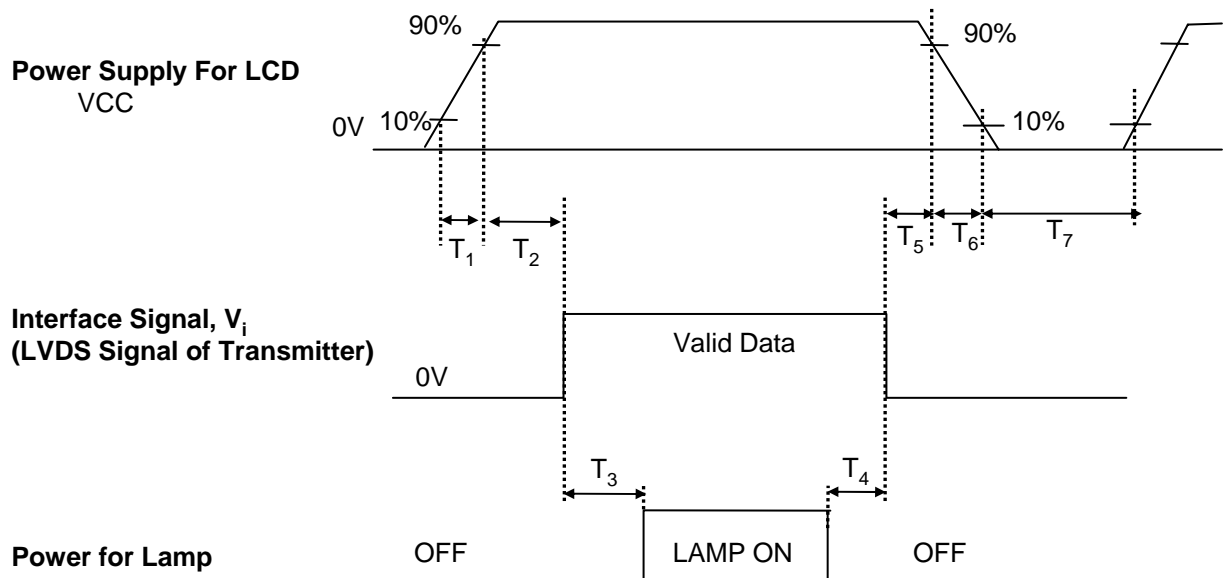 90% 90%
Power Supply For LCD
VCC
0V 10% 10%
T1 T2 T5 T6 T7
Interface Signal, Vi
(LVDS Signal of Transmitter)
Valid Data
0V
T3 T4
Power for Lamp OFF LAMP ON OFF